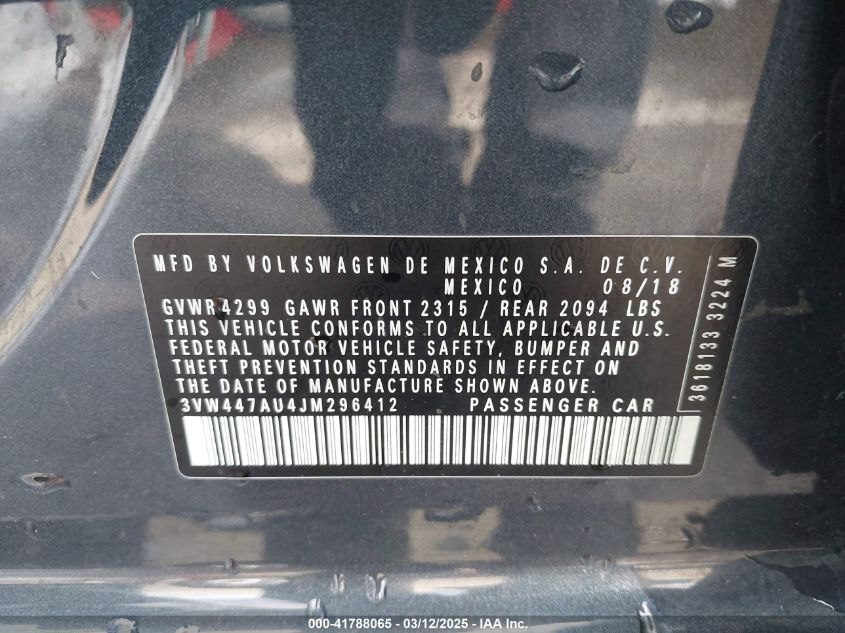 MFD BY VOLKSWAGEN DE MEXICO S.A. DE C.V.
MEXICO 08/18
GVWR 4299 GAWR FRONT 2315 / REAR 2094 LBS
THIS VEHICLE CONFORMS TO ALL APPLICABLE U.S.
FEDERAL MOTOR VEHICLE SAFETY, BUMPER AND
THEFT PREVENTION STANDARDS IN EFFECT ON
THE DATE OF MANUFACTURE SHOWN ABOVE.
3VW447AU4JM296412 PASSENGER CAR
3618133 3224 M
000-41788065 - 03/12/2025 - IAA Inc.